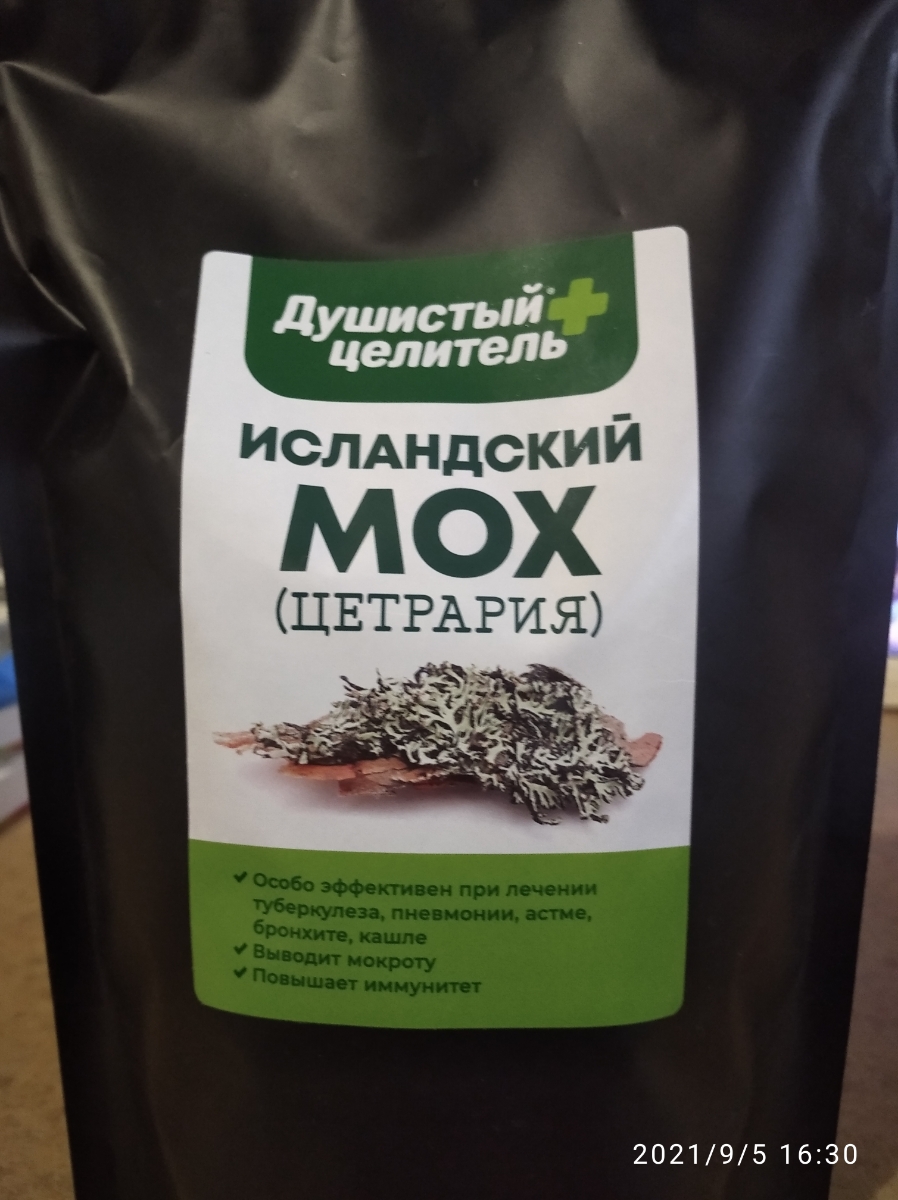 Душистый
целитель
ИСЛАНДСКИЙ
МОХ
(ЦЕТРАРИЯ)
✔ Особо эффективен при лечении
туберкулеза, пневмонии, астме,
бронхите, кашле
✔ Выводит мокроту
✔ Повышает иммунитет
2021/9/5 16:30